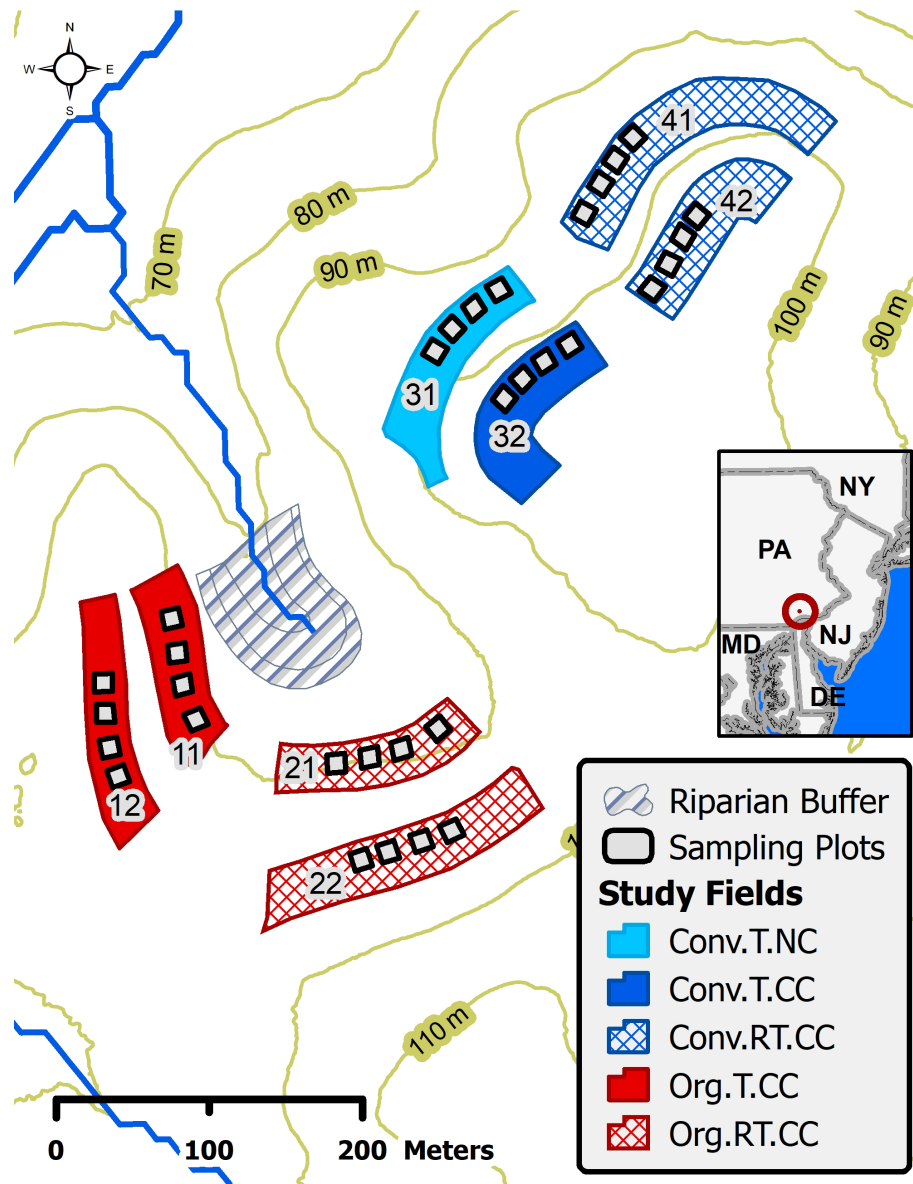 N
W E
S
70 m
80 m
90 m
100 m
90 m
41
42
31
32
11
12
21
22
110 m
NY
PA
NJ
MD
DE
Riparian Buffer
Sampling Plots
Study Fields
Conv.T.NC
Conv.T.CC
Conv.RT.CC
Org.T.CC
Org.RT.CC
0 100 200 Meters